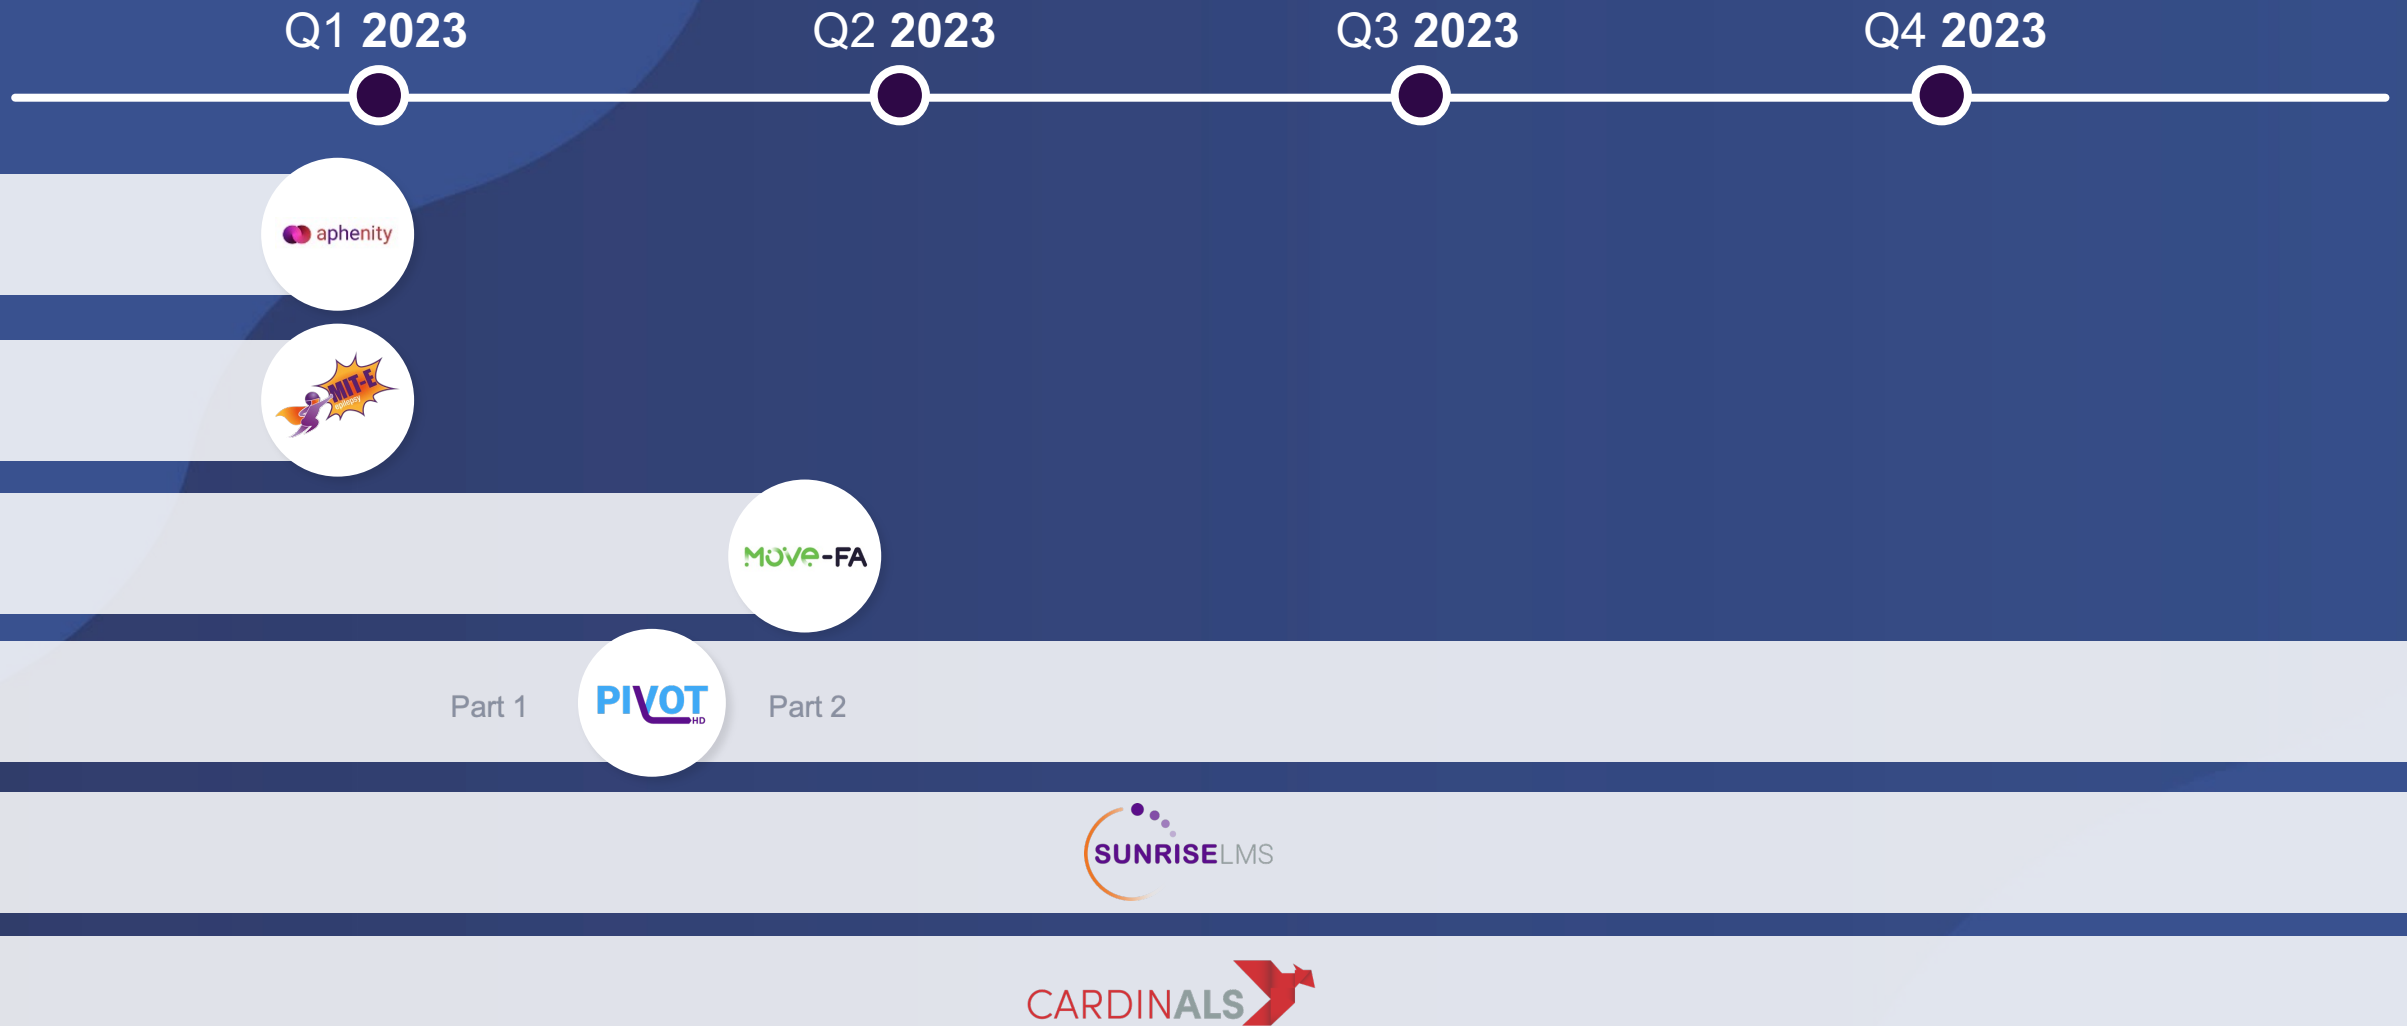 Q1 2023
Q2 2023
Q3 2023
Q4 2023
aphenity
MIT-E
epilepsy
MOVe-FA
Part 1
PIVOT
HD
Part 2
SUNRISELMS
CARDINALS